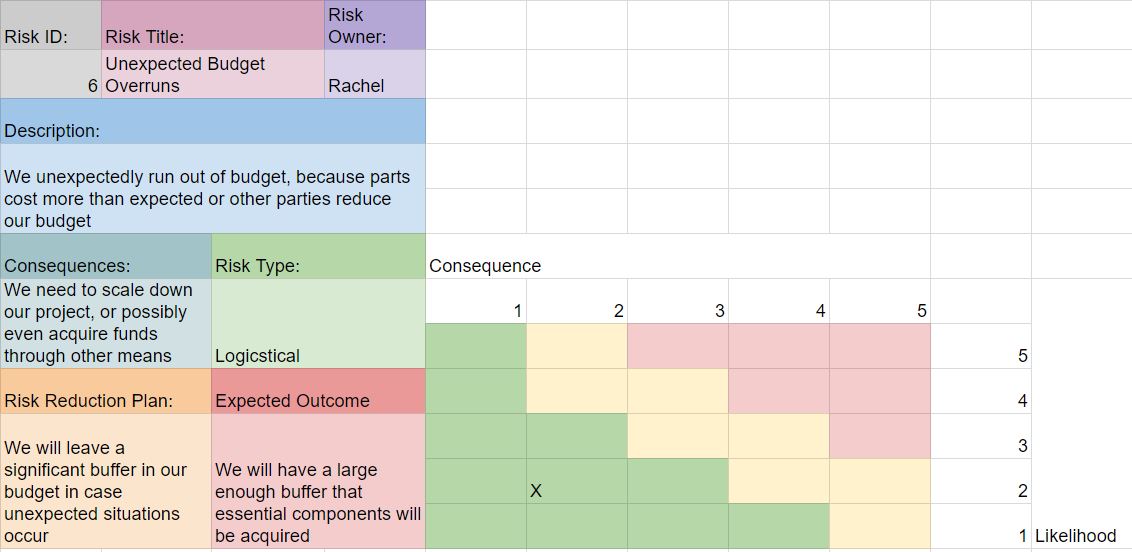 Risk ID:
Risk Title:
Risk
Owner:
6
Unexpected Budget
Overruns
Rachel
Description:
We unexpectedly run out of budget, because parts
cost more than expected or other parties reduce
our budget
Consequences:
Risk Type:
Consequence
We need to scale down
our project, or possibly
even acquire funds
through other means
Logicstical
1 2 3 4 5
5
Risk Reduction Plan:
Expected Outcome
4
We will leave a
significant buffer in our
budget in case
unexpected situations
occur
We will have a large
enough buffer that
essential components will
be acquired
3
X
2
1 Likelihood